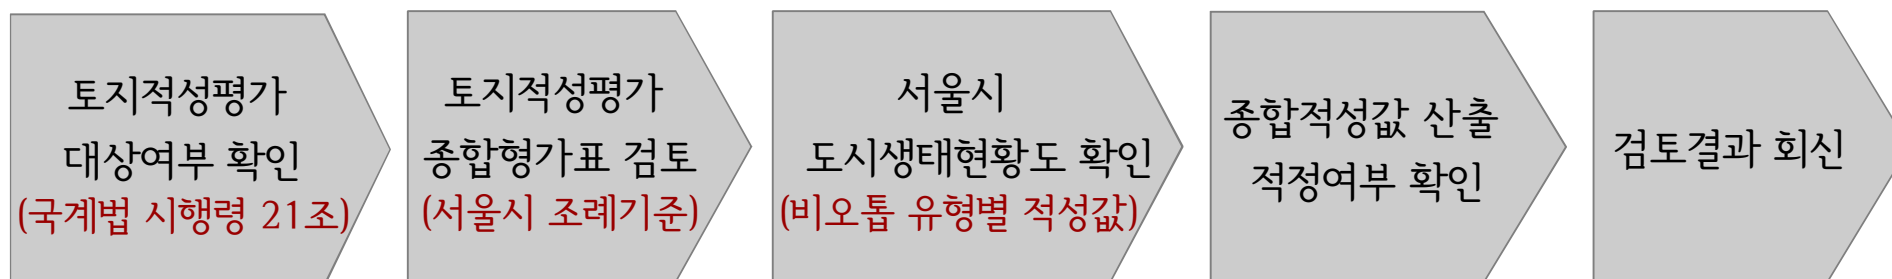 토지적성평가
대상여부 확인
(국계법 시행령 21조)
토지적성평가
종합형가표 검토
(서울시 조례기준)
서울시
도시생태현황도 확인
(비오톱 유형별 적성값)
종합적성값 산출
적정여부 확인
검토결과 회신